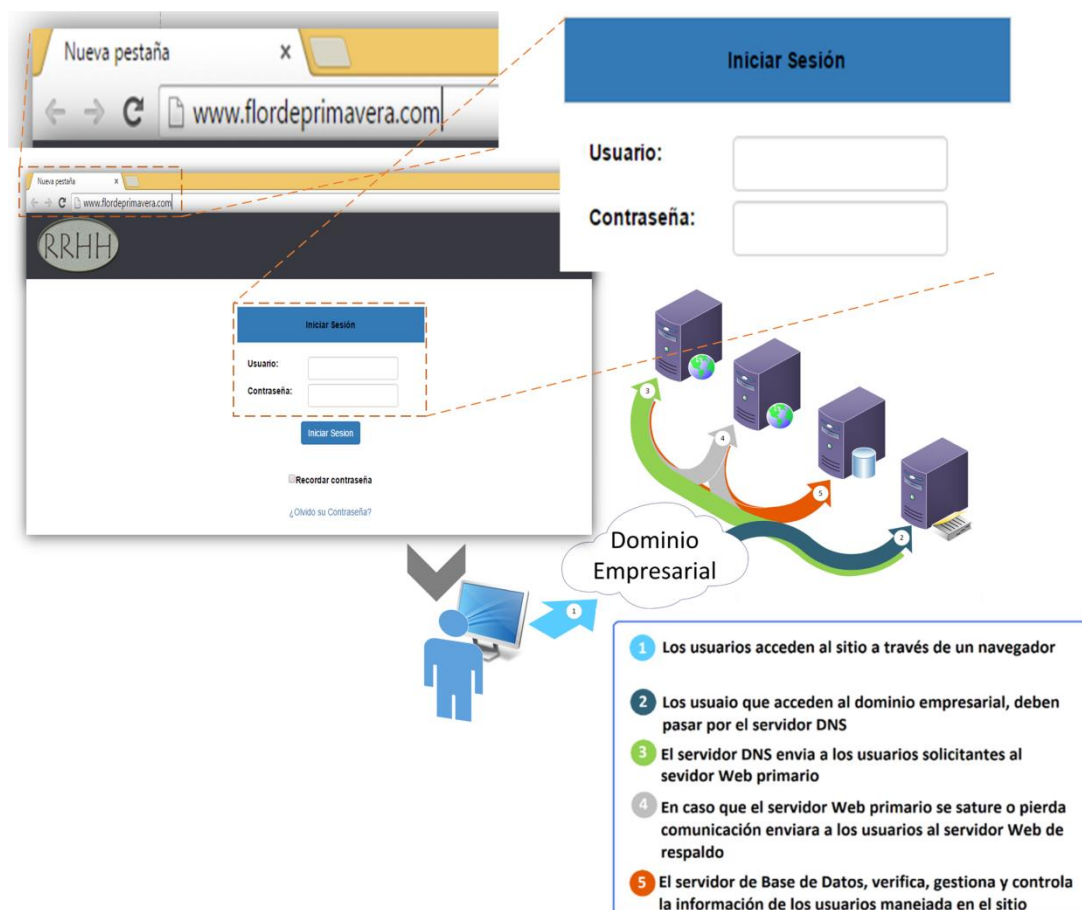 Nueva pestaña x
www.flordeprimavera.com
Iniciar Sesión
Usuario:
Contraseña:
Nueva pestaña x
www.flordeprimavera.com
RRHH
Iniciar Sesión
Usuario:
Contraseña:
Iniciar Sesion
Recordar contraseña
¿Olvido su Contraseña?
3
4
5
2
Dominio
Empresarial
1
1 Los usuarios acceden al sitio a través de un navegador
2 Los usuaio que acceden al dominio empresarial, deben
pasar por el servidor DNS
3 El servidor DNS envia a los usuarios solicitantes al
sevidor Web primario
4 En caso que el servidor Web primario se sature o pierda
comunicación enviara a los usuarios al servidor Web de
respaldo
5 El servidor de Base de Datos, verifica, gestiona y controla
la información de los usuarios manejada en el sitio